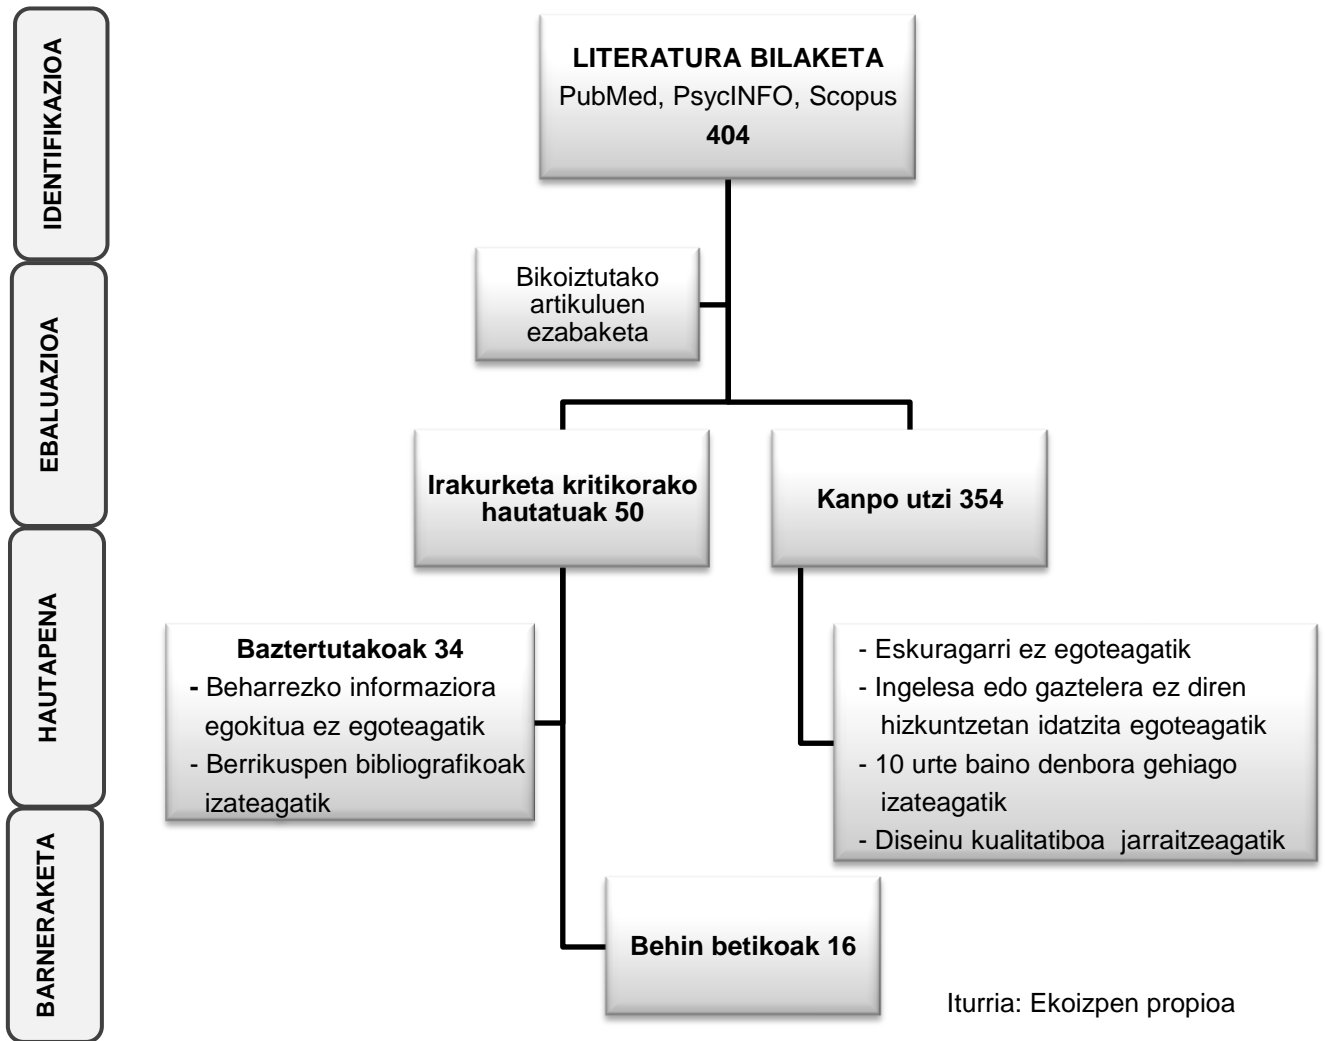 IDENTIFIKAZIOA
LITERATURA BILAKETA
PubMed, PsycINFO, Scopus
404
EBALUAZIOA
Bikoiztutako
artikuluen
ezabaketa
Irakurketa kritikorako
hautatuak 50
Kanpo utzi 354
HAUTAPENA
Baztertutakoak 34
- Beharrezko informaziora
egokitua ez egoteagatik
- Berrikuspen bibliografikoak
izateagatik
- Eskuragarri ez egoteagatik
- Ingelesa edo gaztelera ez diren
hizkuntzetan idatzita egoteagatik
- 10 urte baino denbora gehiago
izateagatik
- Diseinu kualitatiboa jarraitzeagatik
BARNERAKETA
Behin betikoak 16
Iturria: Ekoizpen propioa